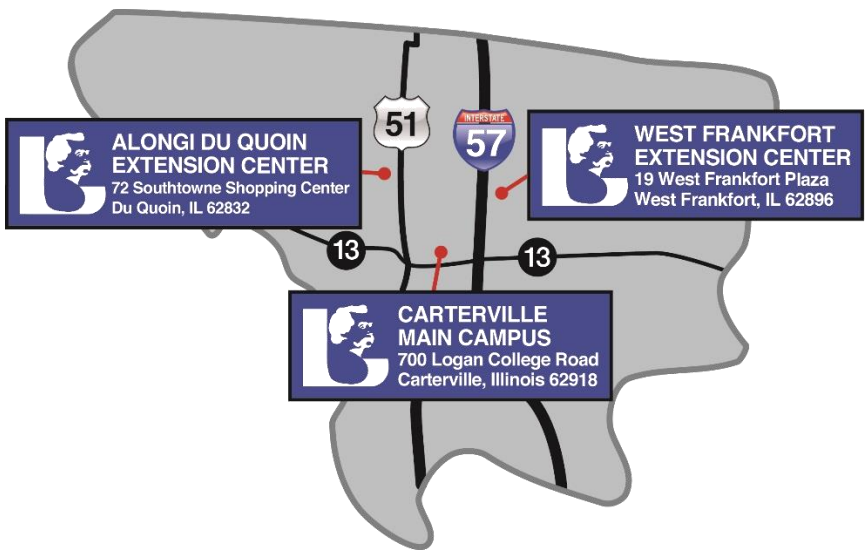 51
INTERSTATE
57
ALONGI DU QUOIN
EXTENSION CENTER
72 Southtowne Shopping Center
Du Quoin, IL 62832
WEST FRANKFORT
EXTENSION CENTER
19 West Frankfort Plaza
West Frankfort, IL 62896
13
13
CARTERVILLE
MAIN CAMPUS
700 Logan College Road
Carterville, Illinois 62918